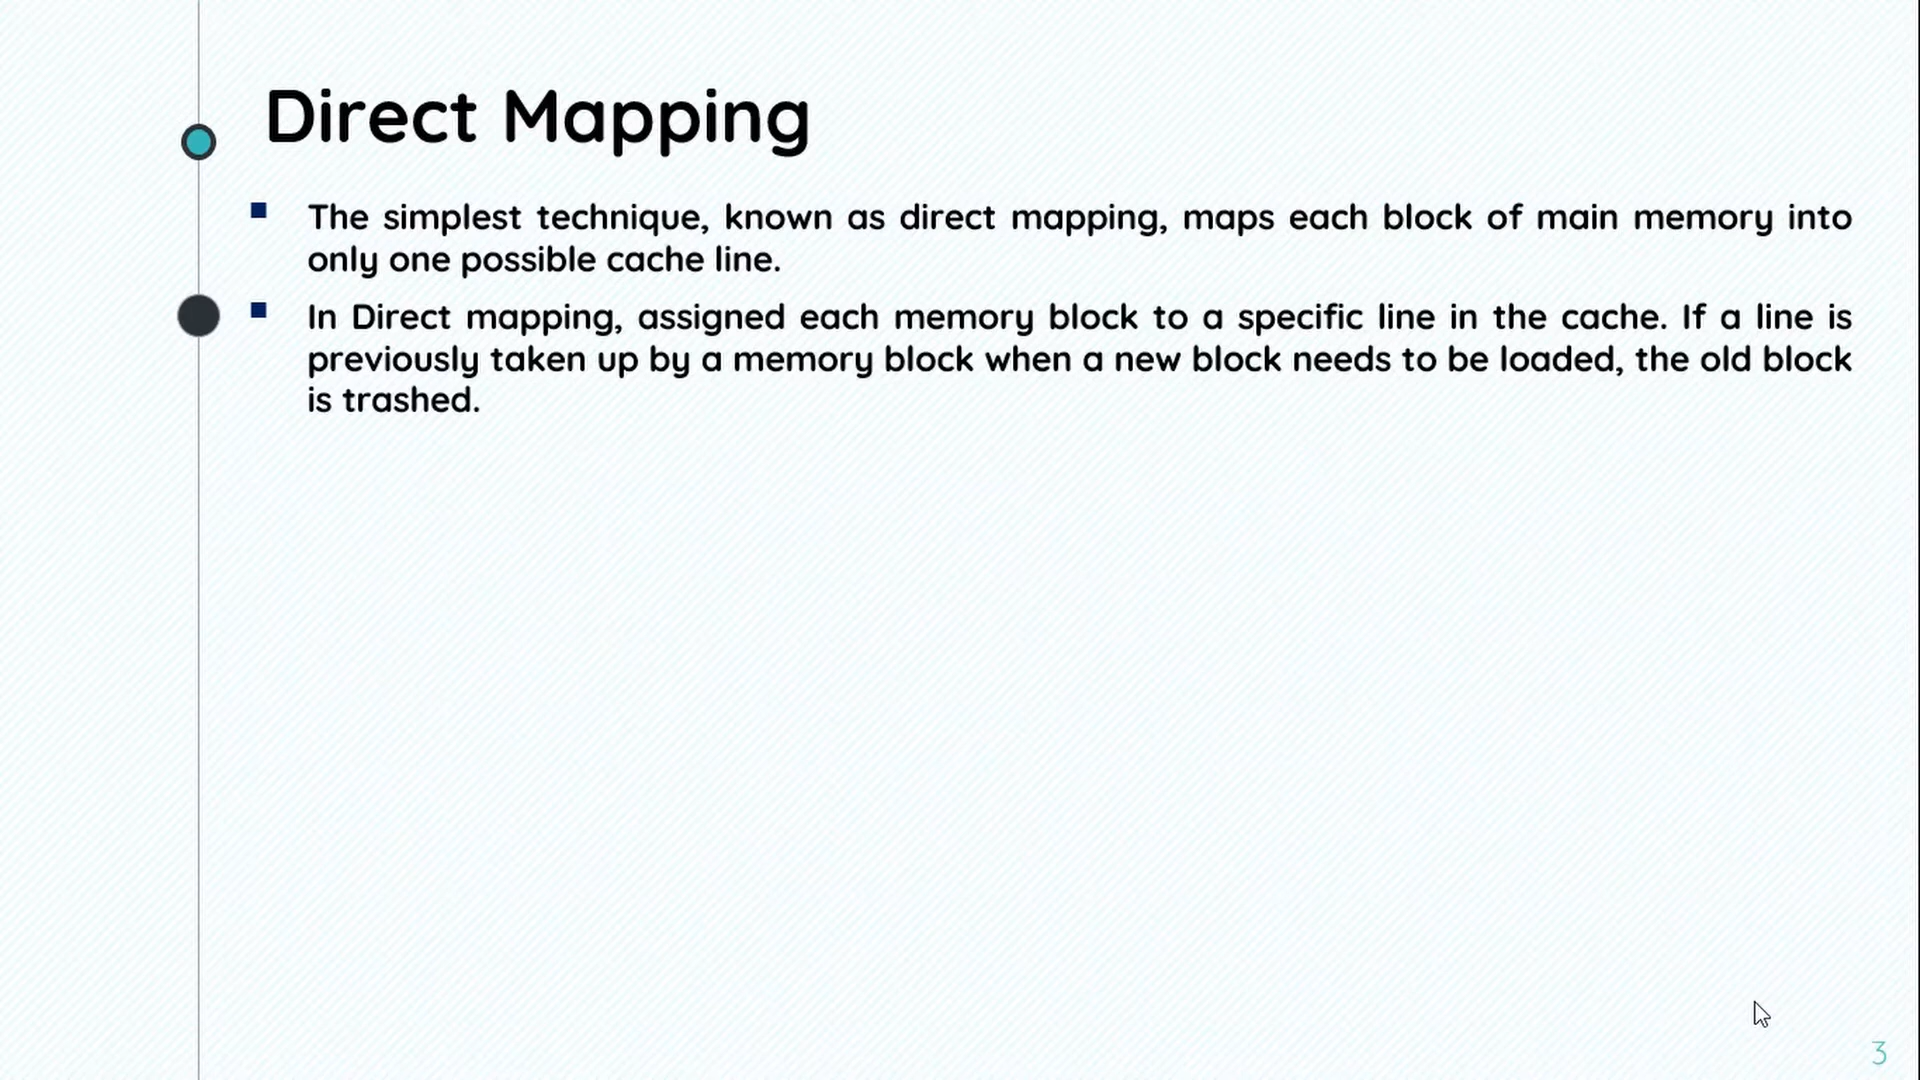 Direct Mapping
The simplest technique, known as direct mapping, maps each block of main memory into
only one possible cache line.
In Direct mapping, assigned each memory block to a specific line in the cache. If a line is
previously taken up by a memory block when a new block needs to be loaded, the old block
is trashed.
3